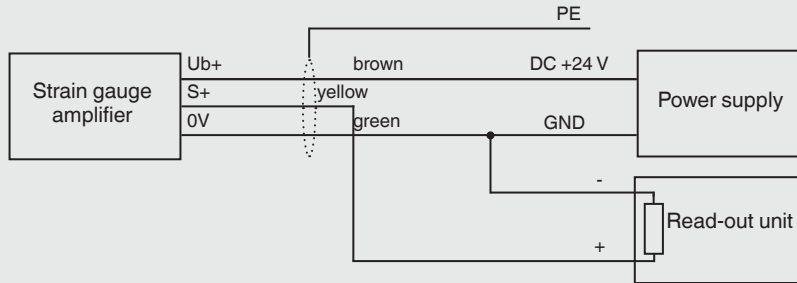 PE
Ub+ brown DC +24 V
Strain gauge
amplifier
S+ yellow
Power supply
0V green GND
-
Read-out unit
+